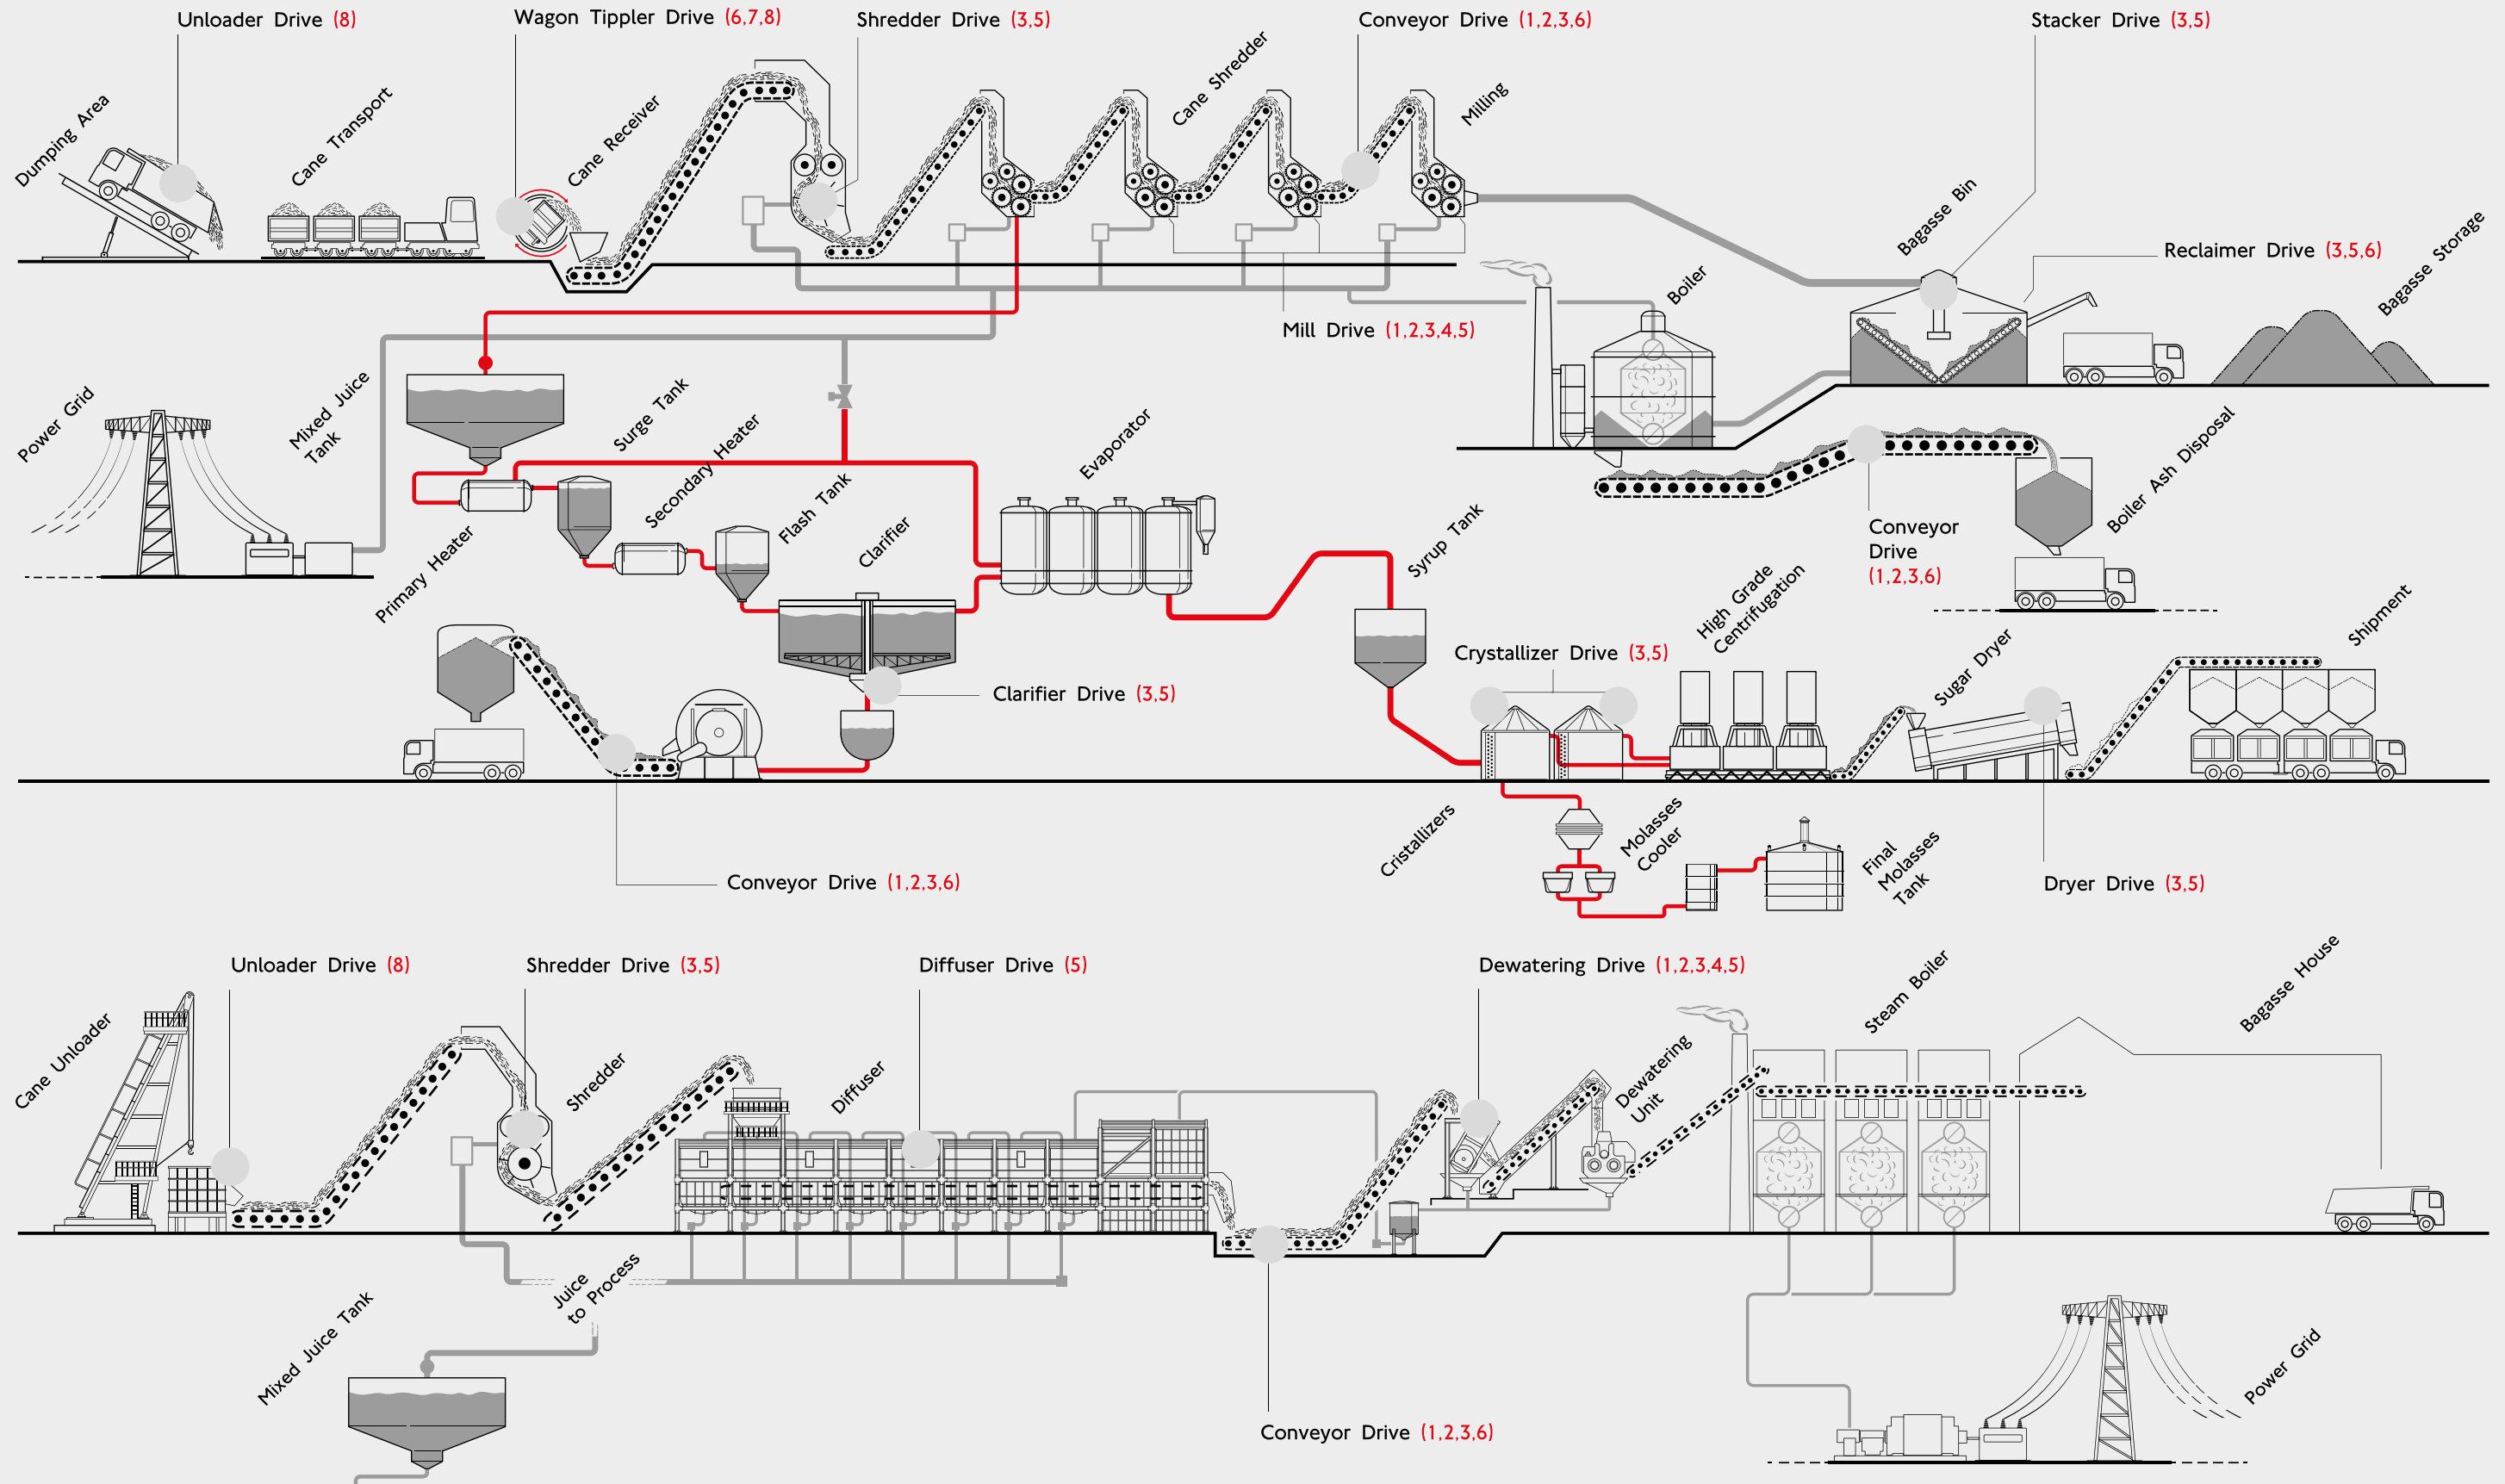 Unloader Drive (8)
Wagon Tippler Drive (6,7,8)
Shredder Drive (3,5)
Conveyor Drive (1,2,3,6)
Stacker Drive (3,5)
Dumping Area
Cane Transport
Cane Receiver
Cane Shredder
Milling
Bagasse Bin
Reclaimer Drive (3,5,6)
Bagasse Storage
Boiler
Mill Drive (1,2,3,4,5)
Power Grid
Mixed Juice
Tank
Surge Tank
Secondary Heater
Flash Tank
Evaporator
Clarifier
Primary Heater
Syrup Tank
Boiler Ash Disposal
Conveyor
Drive
(1,2,3,6)
High Grade
Centrifugation
Crystallizer Drive (3,5)
Sugar Dryer
Shipment
Clarifier Drive (3,5)
Cristallizers
Molasses
Cooler
Final
Molasses
Tank
Conveyor Drive (1,2,3,6)
Dryer Drive (3,5)
Unloader Drive (8)
Shredder Drive (3,5)
Diffuser Drive (5)
Dewatering Drive (1,2,3,4,5)
Cane Unloader
Shredder
Diffuser
Dewatering
Unit
Steam Boiler
Bagasse House
Juice
to Process
Mixed Juice Tank
Conveyor Drive (1,2,3,6)
Power Grid